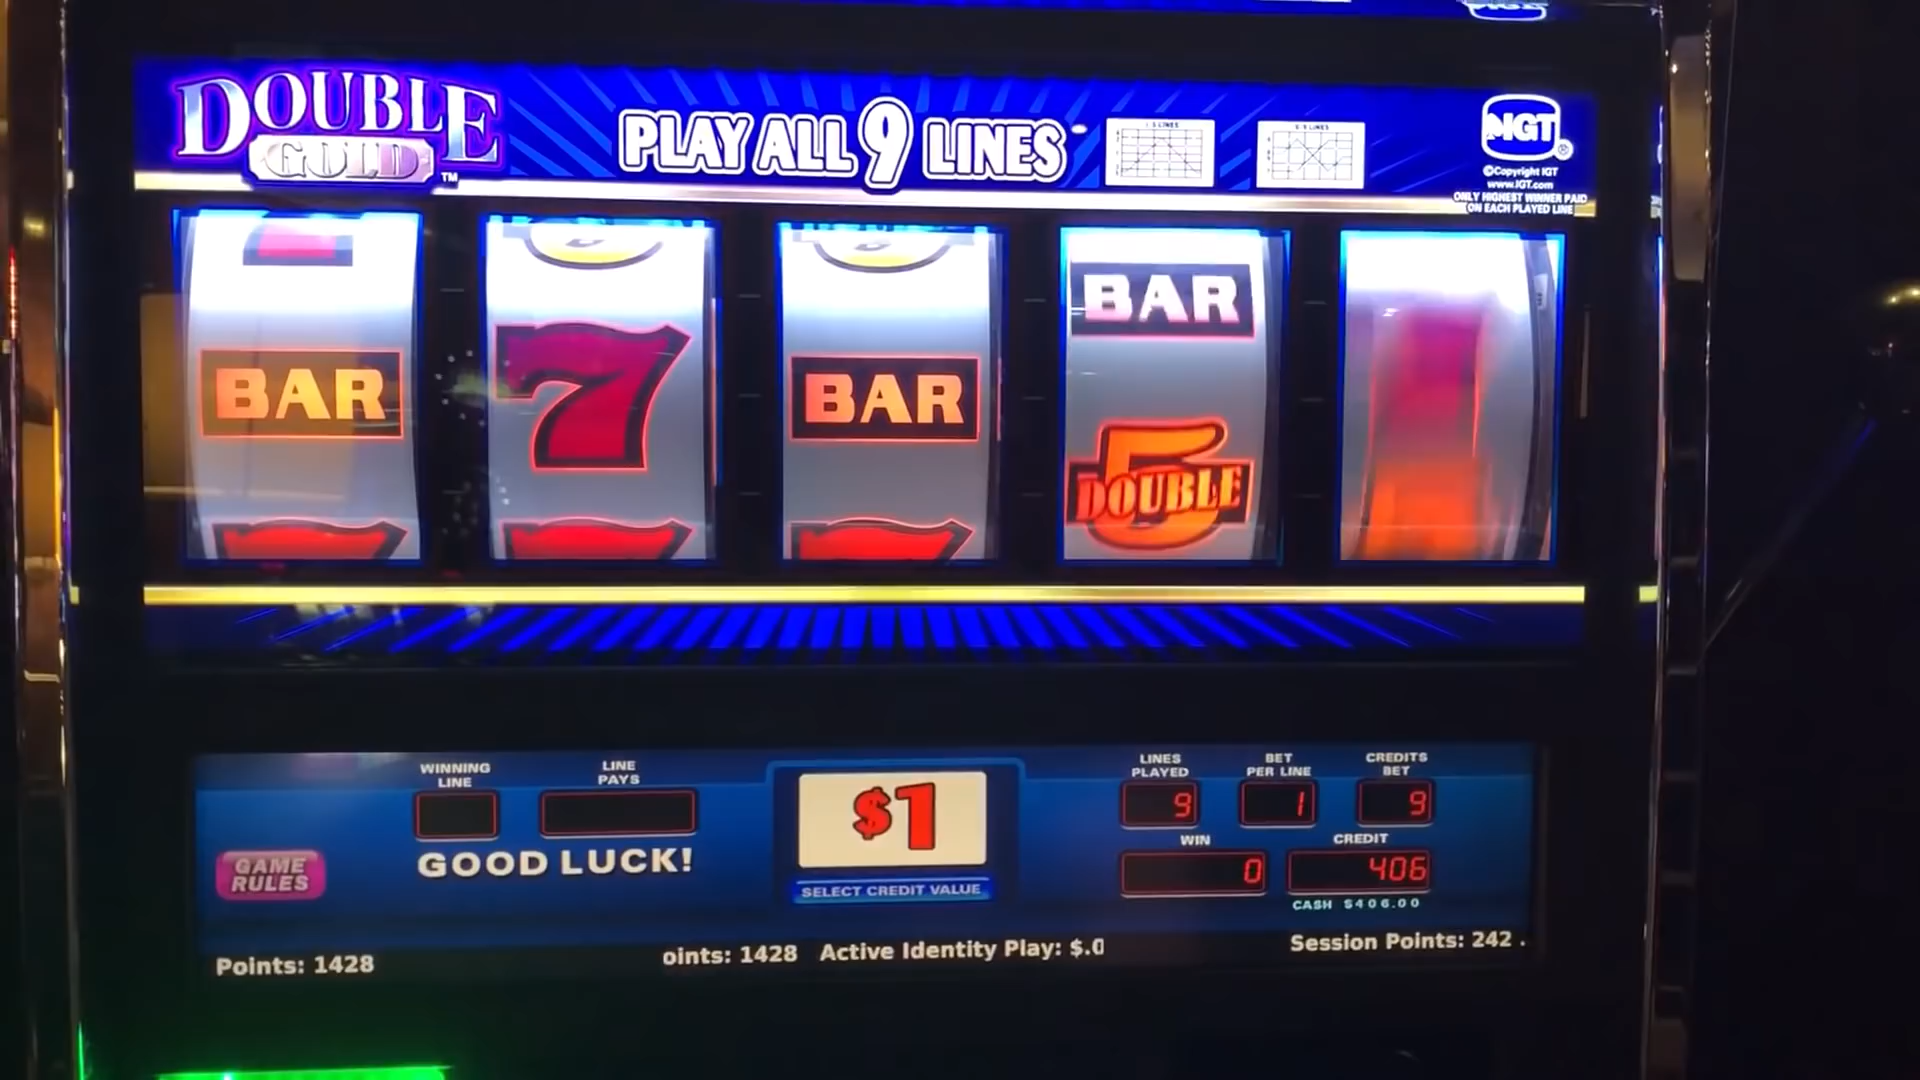 DOUBLE
GOLD
TM
PLAY ALL 9 LINES
IGT
©Copyright IGT
www.IGT.com
ONLY HIGHEST WINNER PAID
ON EACH PLAYED LINE
BAR
7
BAR
BAR
5
DOUBLE
WINNING
LINE
LINE
PAYS
GOOD LUCK!
GAME
RULES
$1
SELECT CREDIT VALUE
LINES
PLAYED
9
BET
PER LINE
1
CREDITS
BET
9
WIN
0
CREDIT
406
CASH $406.00
Points: 1428
oints: 1428 Active Identity Play: $.0
Session Points: 242 .